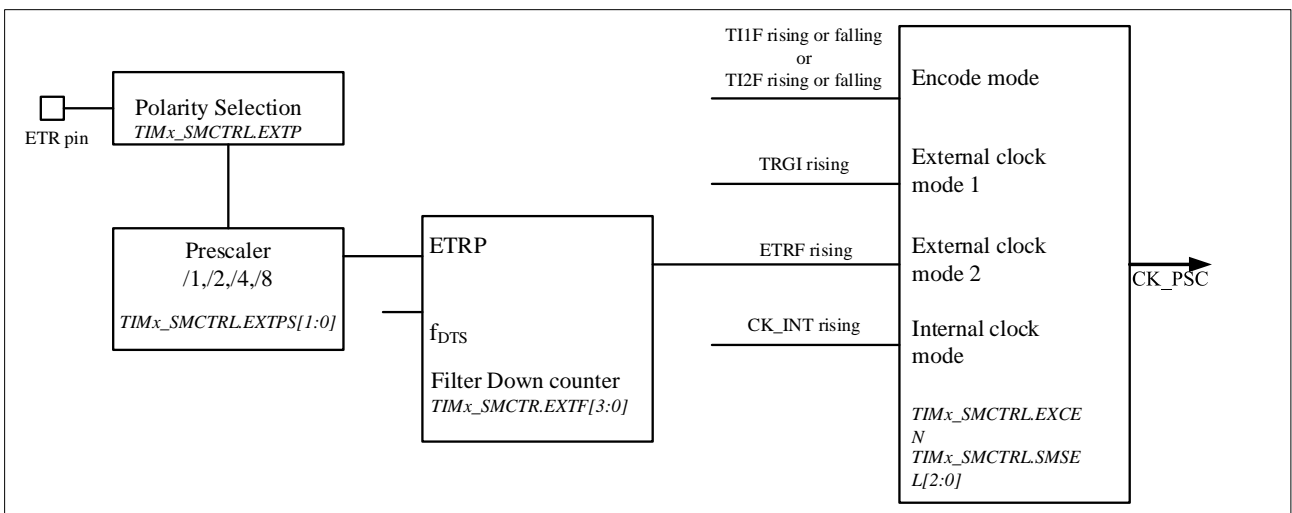 ETR pin
Polarity Selection
TIMx_SMCTRL.EXTP
Prescaler
/1,/2,/4,/8
TIMx_SMCTRL.EXTPS[1:0]
ETRP
fDTS
Filter Down counter
TIMx_SMCTR.EXTF[3:0]
TI1F rising or falling
or
TI2F rising or falling
TRGI rising
ETRF rising
CK_INT rising
Encode mode
External clock
mode 1
External clock
mode 2
Internal clock
mode
TIMx_SMCTRL.EXCE
N
TIMx_SMCTRL.SMSE
L[2:0]
CK_PSC